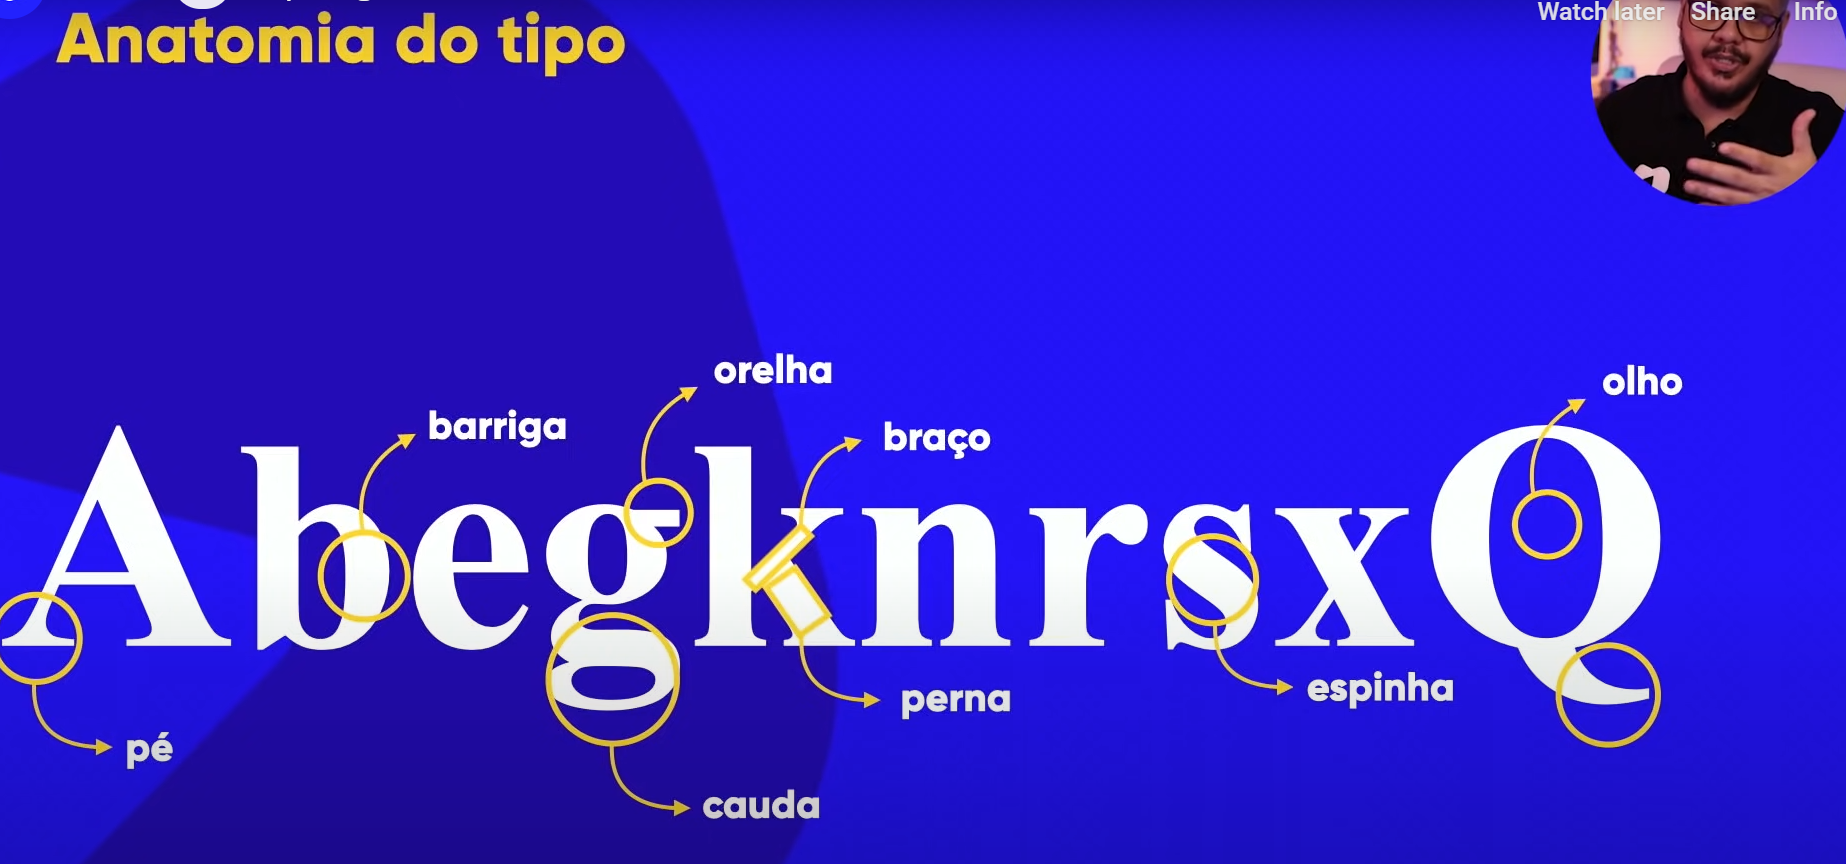 Watch later Share Info
Anatomia do tipo
orelha
olho
barriga
braço
AbegknrsxQ
espinha
perna
pé
cauda